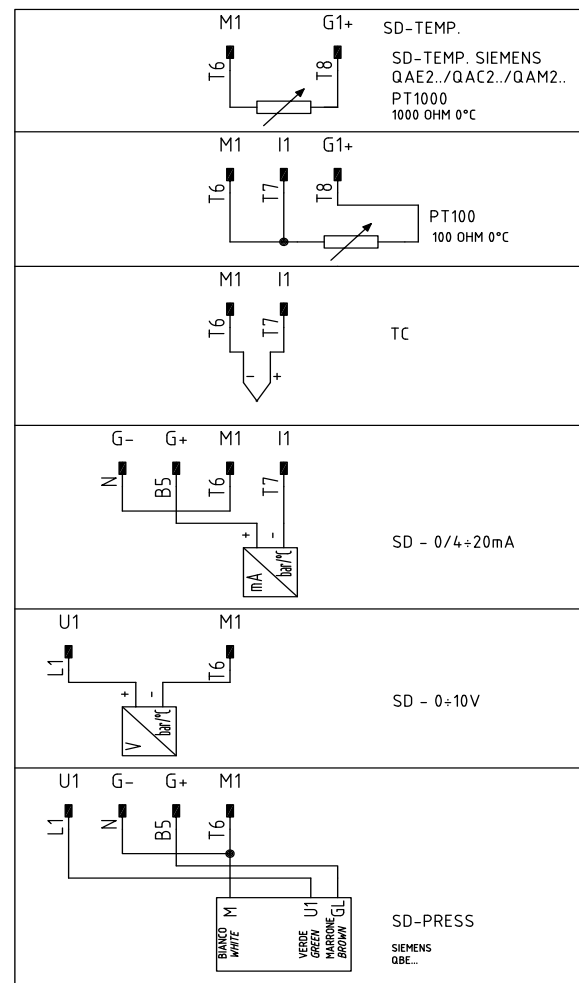 M1 G1+ SD-TEMP.
T6 T8
SD-TEMP. SIEMENS
QAE2../QAC2../QAM2..
PT1000
1000 OHM 0°C
M1 I1 G1+
T6 T7 T8
PT100
100 OHM 0°C
M1 I1
T6 T7
TC
- +
G- G+ M1 I1
N B5 T6 T7
+ -
mA bar/°C
SD - 0/4÷20mA
U1 M1
L1 T6
+ -
V bar/°C
SD - 0÷10V
U1 G- G+ M1
L1 N B5 T6
M U1 GL
BIANCO VERDE MARRONE
WHITE GREEN BROWN
SD-PRESS
SIEMENS
QBE...